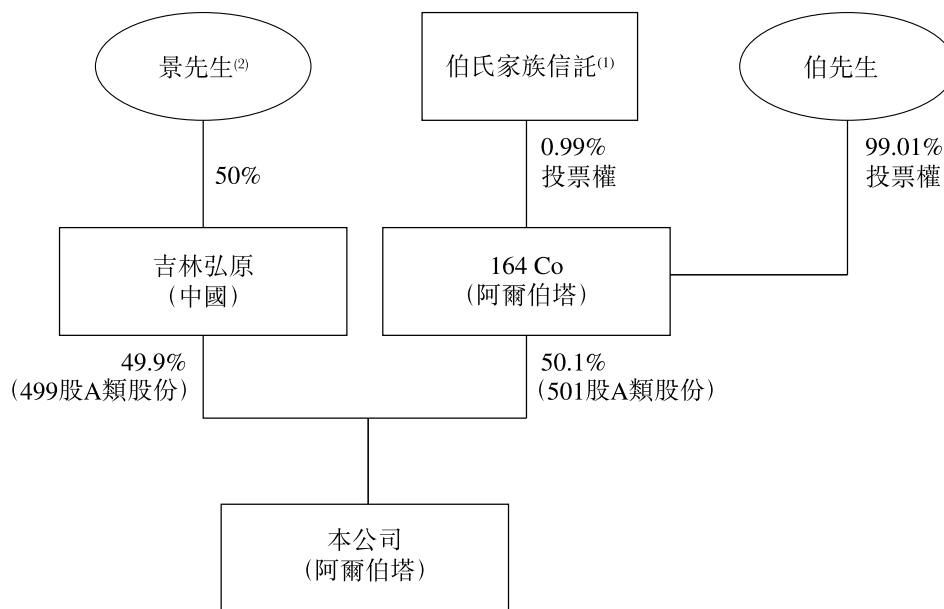 景先生(2)
伯氏家族信託(1)
伯先生
50%
0.99%
投票權
99.01%
投票權
吉林弘原
(中國)
164 Co
(阿爾伯塔)
49.9%
(499股A類股份)
50.1%
(501股A類股份)
本公司
(阿爾伯塔)